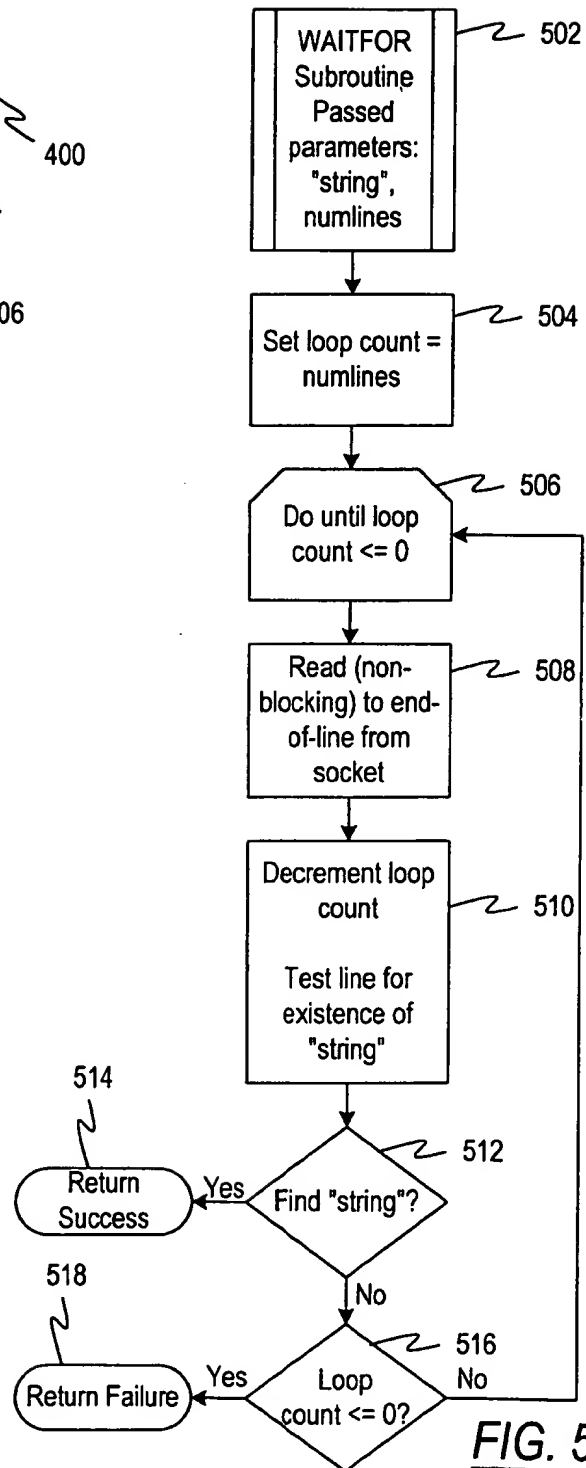 WAITFOR
Subroutine
Passed
parameters:
"string",
numlines
502
400
06
Set loop count =
numlines
504
Do until loop
count <= 0
506
Read (non-
blocking) to end-
of-line from
socket
508
Decrement loop
count
Test line for
existence of
"string"
510
514
Return
Success
Yes
Find "string"?
512
No
518
Return Failure
Yes
Loop
count <= 0?
516
No
FIG. 5